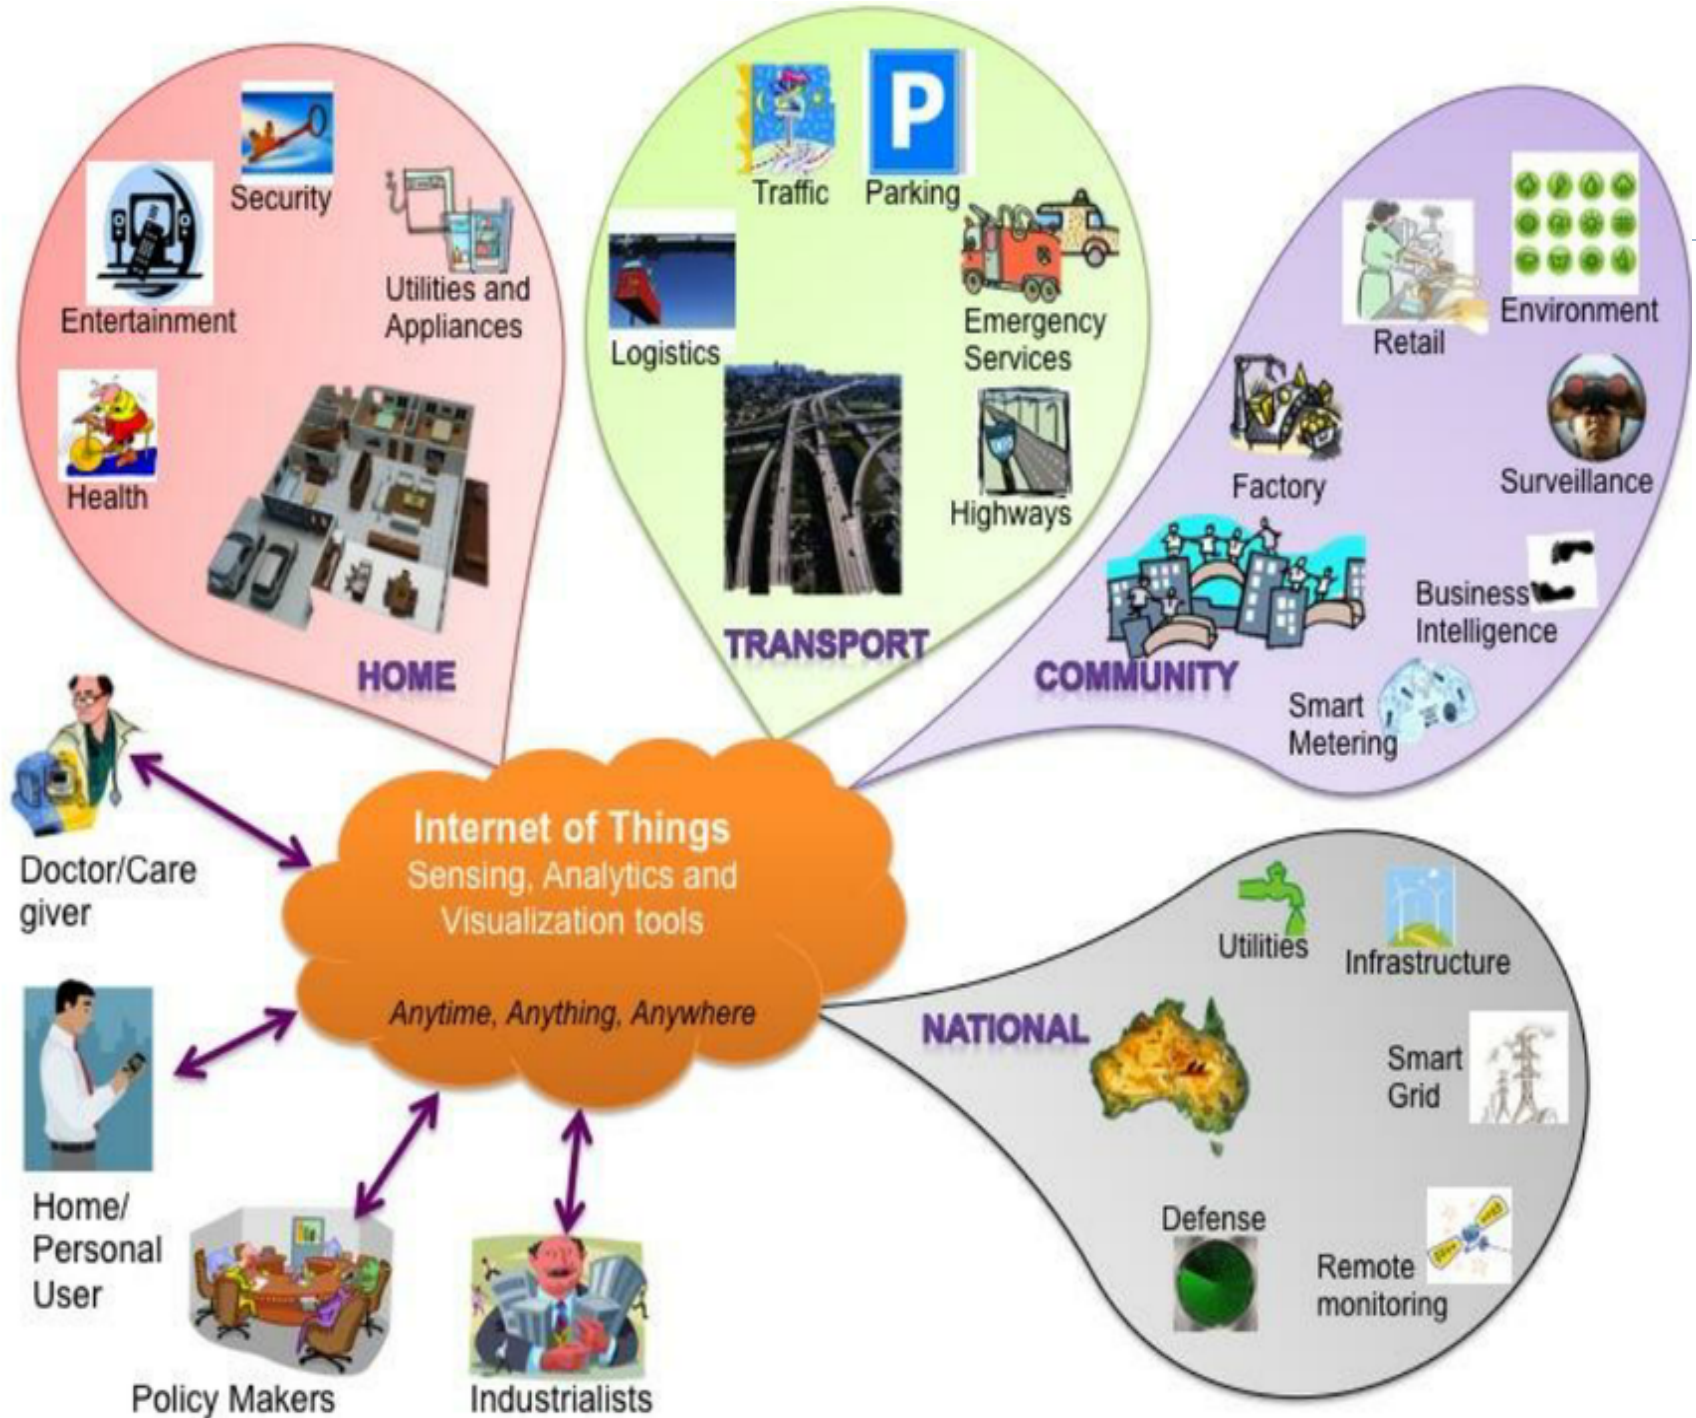 Security
Entertainment
Utilities and
Appliances
Health
HOME
Traffic
P
Parking
Logistics
Emergency
Services
Highways
TRANSPORT
Retail
Environment
Factory
Surveillance
Business
Intelligence
Smart
Metering
COMMUNITY
Internet of Things
Sensing, Analytics and
Visualization tools
Anytime, Anything, Anywhere
Doctor/Care
giver
Home/
Personal
User
Policy Makers
Industrialists
NATIONAL
Utilities
Infrastructure
Smart
Grid
Defense
Remote
monitoring